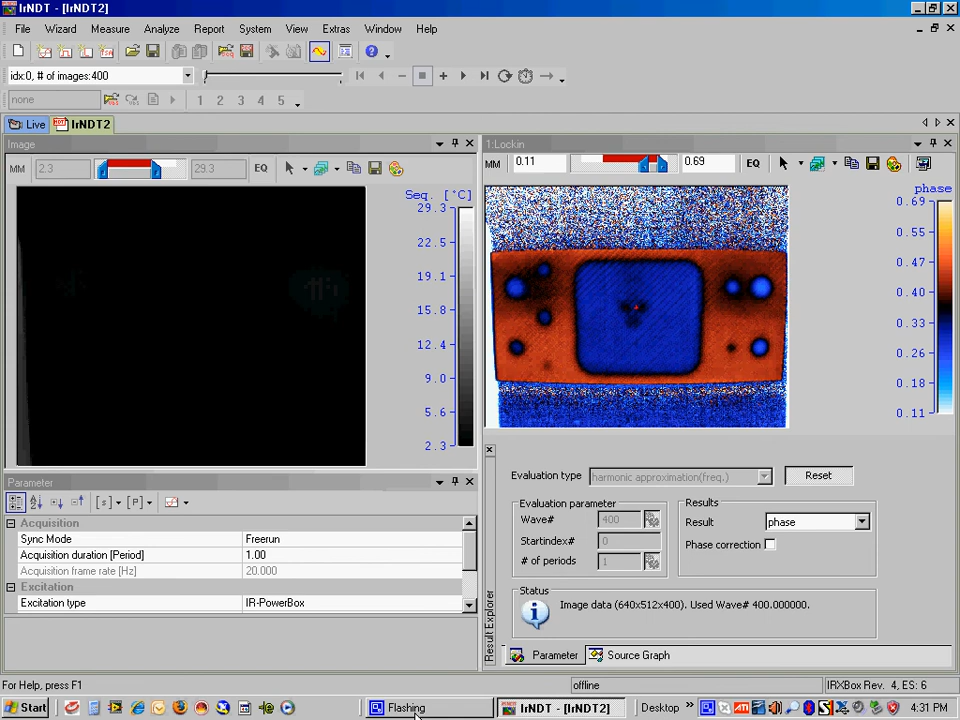 IrNDT - [IrNDT2]
File Wizard Measure Analyze Report System View Extras Window Help
idx:0, # of images:400
none
1 2 3 4 5
Live IrNDT2
Image
MM 2.3 29.3 EQ
Seq. [°C]
29.3
22.5
19.1
15.8
12.4
9.0
5.6
2.3
1:Lockin
MM 0.11 0.69 EQ
phase
0.69
0.55
0.47
0.40
0.33
0.26
0.18
0.11
Parameter
[s] [P]
Acquisition
Sync Mode Freerun
Acquisition duration [Period] 1.00
Acquisition frame rate [Hz] 20.000
Excitation
Excitation type IR-PowerBox
Result Explorer
Evaluation type harmonic approximation(freq.) Reset
Evaluation parameter
Wave# 400
Startindex# 0
# of periods 1
Results
Result phase
Phase correction
Status
Image data (640x512x400). Used Wave# 400.000000.
Parameter Source Graph
For Help, press F1 offline IRXBox Rev. 4, ES: 6
Start Flashing IrNDT - [IrNDT2] Desktop » ATI 4:31 PM